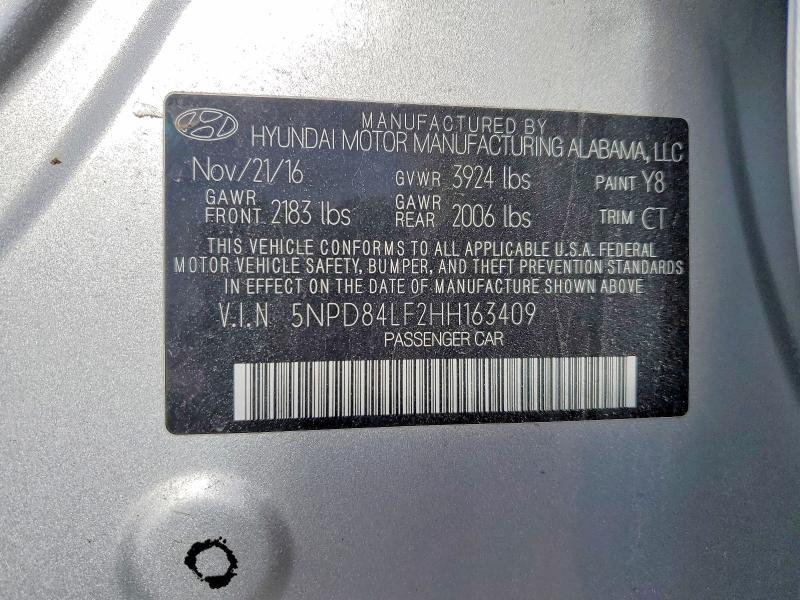 MANUFACTURED BY
HYUNDAI MOTOR MANUFACTURING ALABAMA, LLC
Nov/21/16 GVWR 3924 lbs PAINT Y8
GAWR FRONT 2183 lbs GAWR REAR 2006 lbs TRIM CT
THIS VEHICLE CONFORMS TO ALL APPLICABLE U.S.A. FEDERAL
MOTOR VEHICLE SAFETY, BUMPER, AND THEFT PREVENTION STANDARDS
IN EFFECT ON THE DATE OF MANUFACTURE SHOWN ABOVE
V.I.N 5NPD84LF2HH163409
PASSENGER CAR